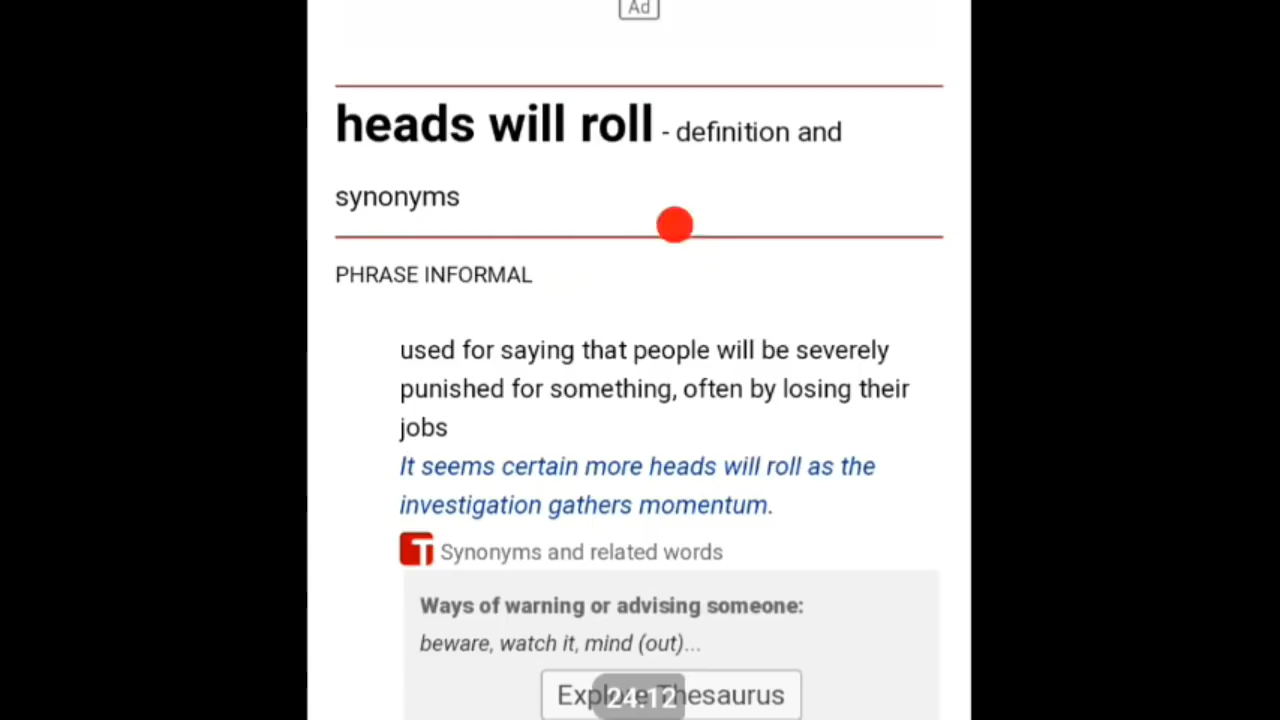 Ad
heads will roll - definition and
synonyms
PHRASE INFORMAL
used for saying that people will be severely
punished for something, often by losing their
jobs
It seems certain more heads will roll as the
investigation gathers momentum.
T Synonyms and related words
Ways of warning or advising someone:
beware, watch it, mind (out)...
Explore Thesaurus
24:12